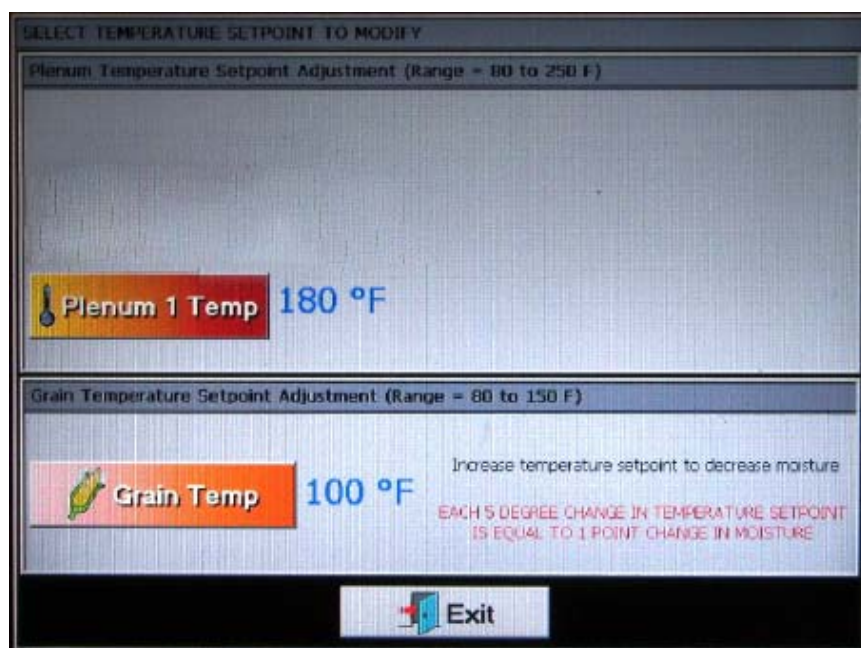 SELECT TEMPERATURE SETPOINT TO MODIFY
Plenum Temperature Setpoint Adjustment (Range = 80 to 250 F)
Plenum 1 Temp 180 °F
Grain Temperature Setpoint Adjustment (Range = 80 to 150 F)
Increase temperature setpoint to decrease moisture
Grain Temp 100 °F
EACH 5 DEGREE CHANGE IN TEMPERATURE SETPOINT
IS EQUAL TO 1 POINT CHANGE IN MOISTURE
Exit